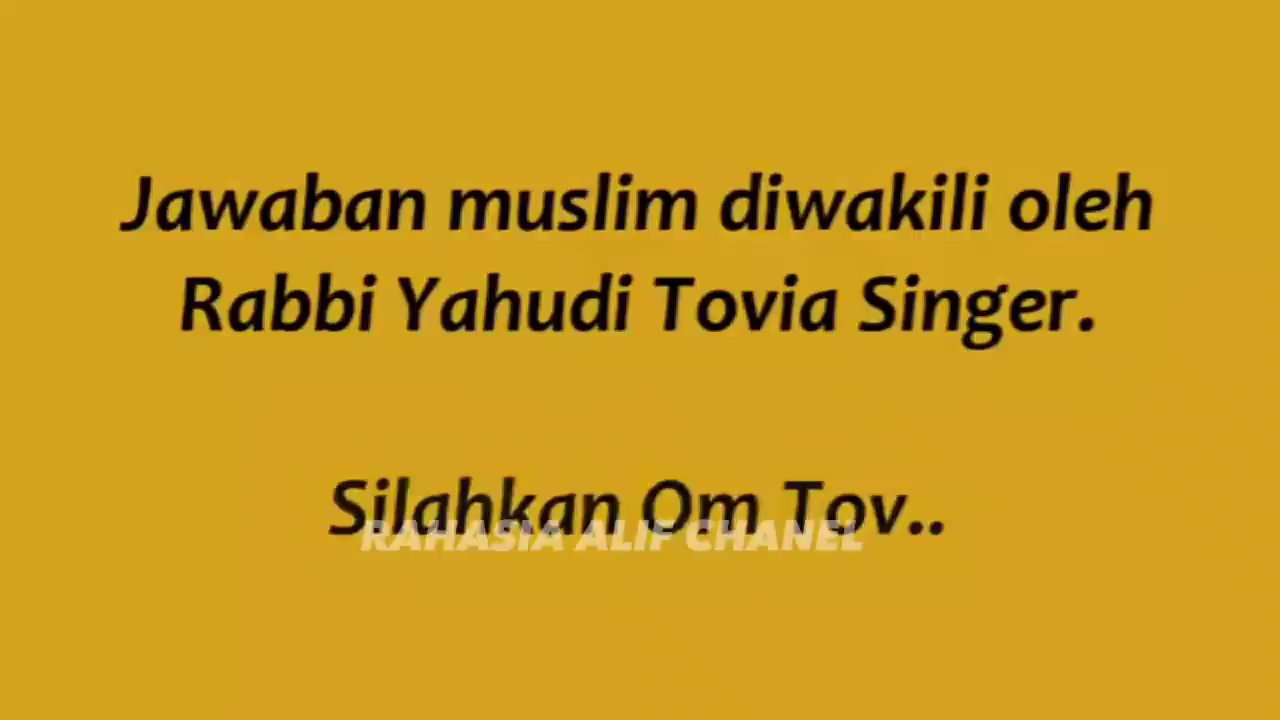 Jawaban muslim diwakili oleh
Rabbi Yahudi Tovia Singer.
Silahkan Om Tov..
RAHASIA ALIF CHANEL